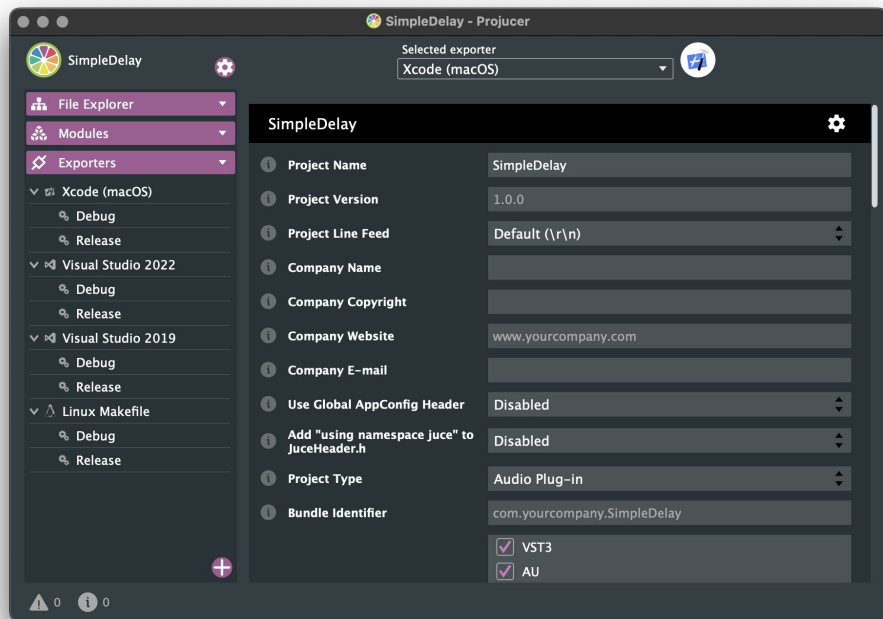 SimpleDelay - Projucer
SimpleDelay
Selected exporter
Xcode (macOS)
File Explorer
Modules
Exporters
Xcode (macOS)
Debug
Release
Visual Studio 2022
Debug
Release
Visual Studio 2019
Debug
Release
Linux Makefile
Debug
Release
SimpleDelay
Project Name
SimpleDelay
Project Version
1.0.0
Project Line Feed
Default (\r\n)
Company Name
Company Copyright
Company Website
www.yourcompany.com
Company E-mail
Use Global AppConfig Header
Disabled
Add "using namespace juce" to
JuceHeader.h
Disabled
Project Type
Audio Plug-in
Bundle Identifier
com.yourcompany.SimpleDelay
VST3
AU
0
0